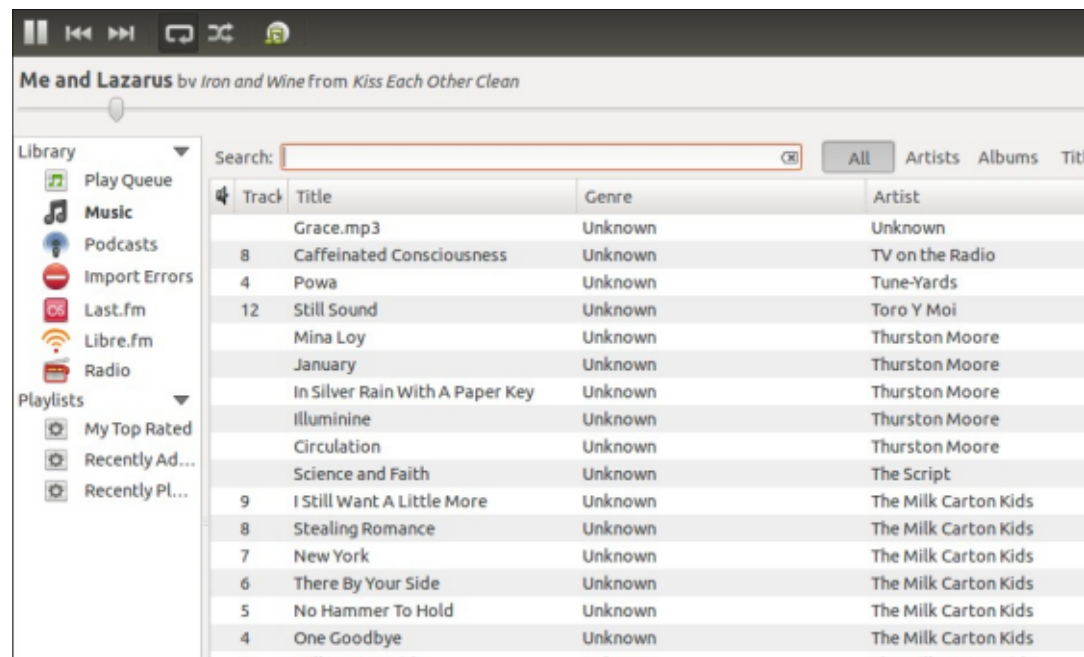 Me and Lazarus by Iron and Wine from Kiss Each Other Clean
Library
Play Queue
Music
Podcasts
Import Errors
Last.fm
Libre.fm
Radio
Playlists
My Top Rated
Recently Ad...
Recently Pl...
Search: All Artists Albums Titl
Track Title Genre Artist
Grace.mp3 Unknown Unknown
8 Caffeinated Consciousness Unknown TV on the Radio
4 Powa Unknown Tune-Yards
12 Still Sound Unknown Toro Y Moi
Mina Loy Unknown Thurston Moore
January Unknown Thurston Moore
In Silver Rain With A Paper Key Unknown Thurston Moore
Illuminine Unknown Thurston Moore
Circulation Unknown Thurston Moore
Science and Faith Unknown The Script
9 I Still Want A Little More Unknown The Milk Carton Kids
8 Stealing Romance Unknown The Milk Carton Kids
7 New York Unknown The Milk Carton Kids
6 There By Your Side Unknown The Milk Carton Kids
5 No Hammer To Hold Unknown The Milk Carton Kids
4 One Goodbye Unknown The Milk Carton Kids